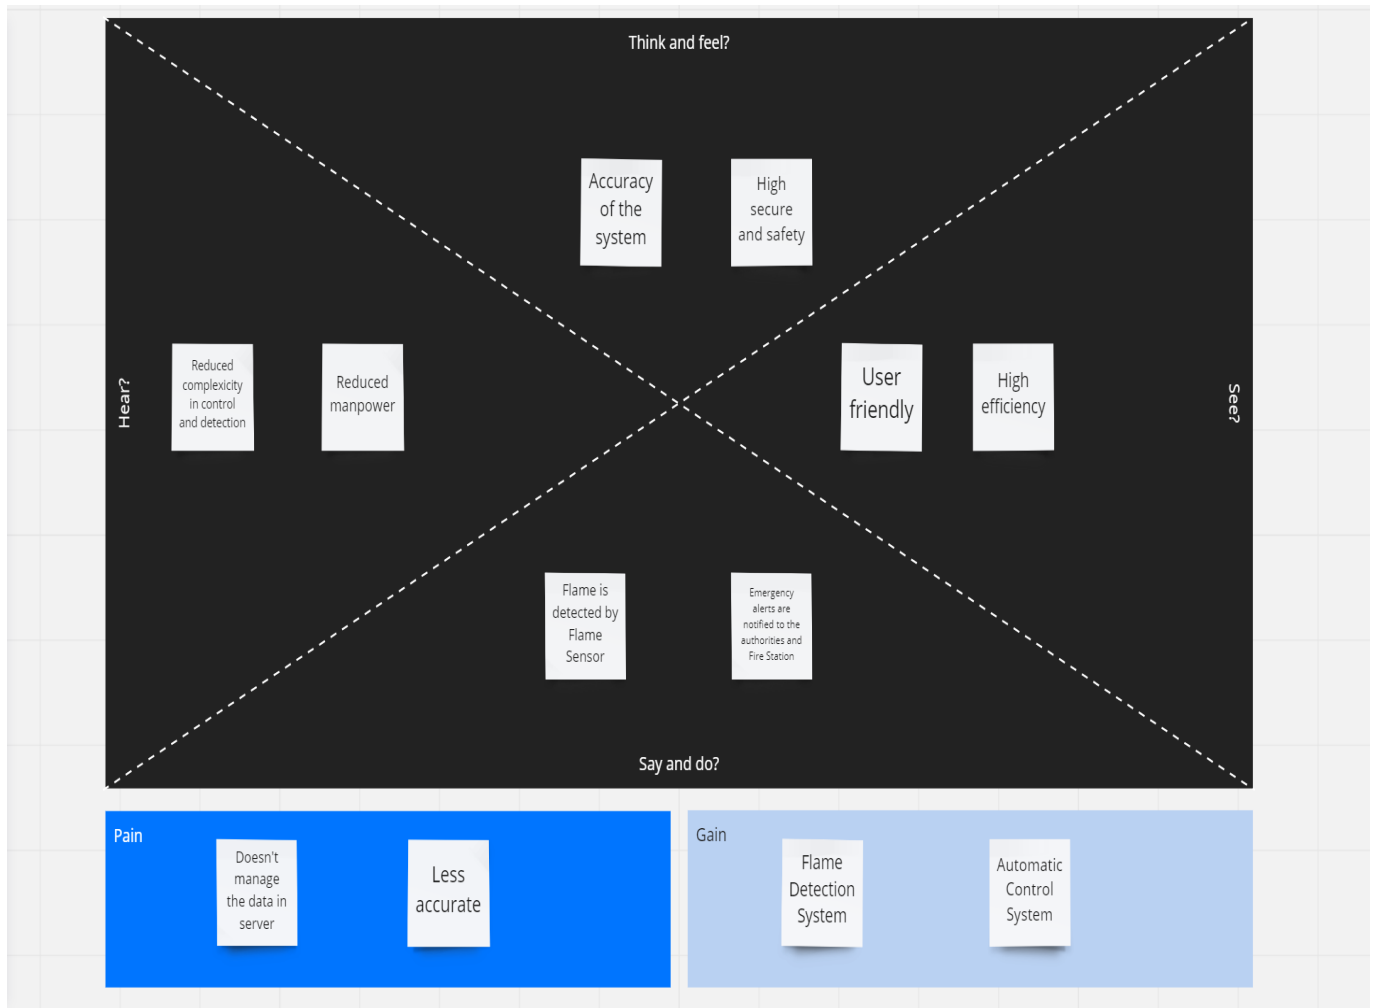 Think and feel?
Accuracy
of the
system
High
secure
and safety
Hear?
Reduced
complexicity
in control
and detection
Reduced
manpower
User
friendly
High
efficiency
See?
Flame is
detected by
Flame
Sensor
Emergency
alerts are
notified to the
authorities and
Fire Station
Say and do?
Pain
Doesn't
manage
the data in
server
Less
accurate
Gain
Flame
Detection
System
Automatic
Control
System